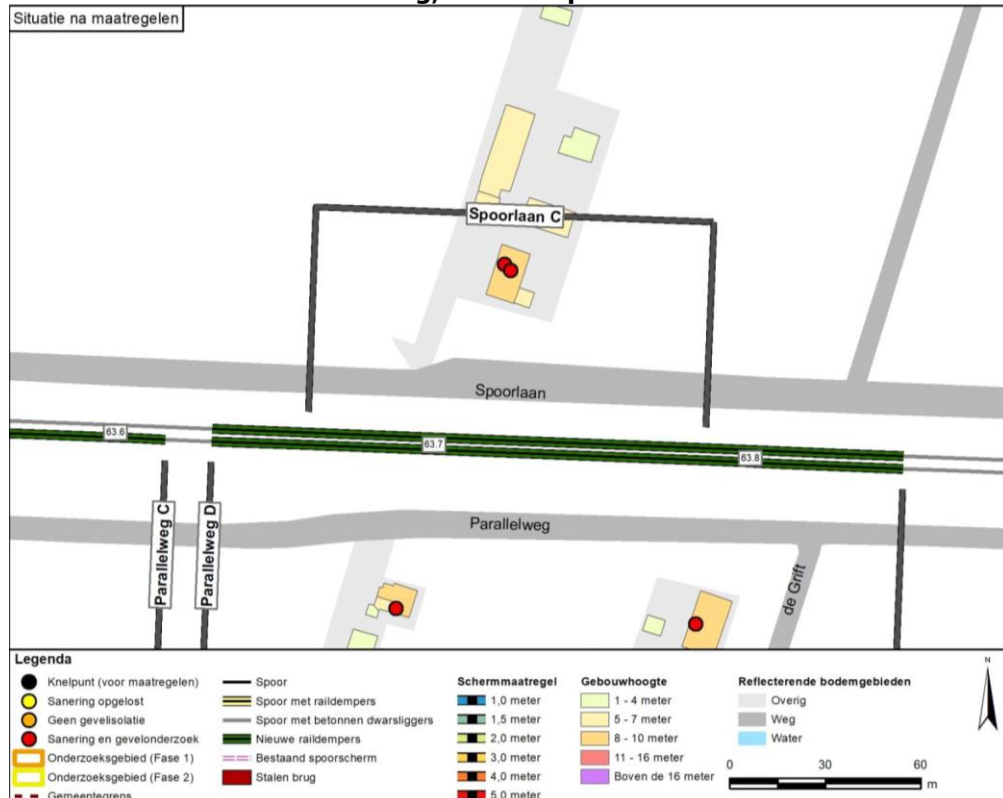 Situatie na maatregelen
Spoorlaan C
Spoorlaan
63.6
63.7
63.8
Parallelweg C
Parallelweg D
Parallelweg
de Grift
Legenda
Knelpunt (voor maatregelen)
Sanering opgelost
Geen gevelisolatie
Sanering en gevelonderzoek
Onderzoeksgebied (Fase 1)
Onderzoeksgebied (Fase 2)
Gemeentegrens
Spoor
Spoor met raildempers
Spoor met betonnen dwarsliggers
Nieuwe raildempers
Bestaand spoorscherm
Stalen brug
Schermmaatregel
1,0 meter
1,5 meter
2,0 meter
3,0 meter
4,0 meter
5,0 meter
Gebouwhoogte
1 - 4 meter
5 - 7 meter
8 - 10 meter
11 - 16 meter
Boven de 16 meter
Reflecterende bodemgebieden
Overig
Weg
Water
N
0 30 60
m